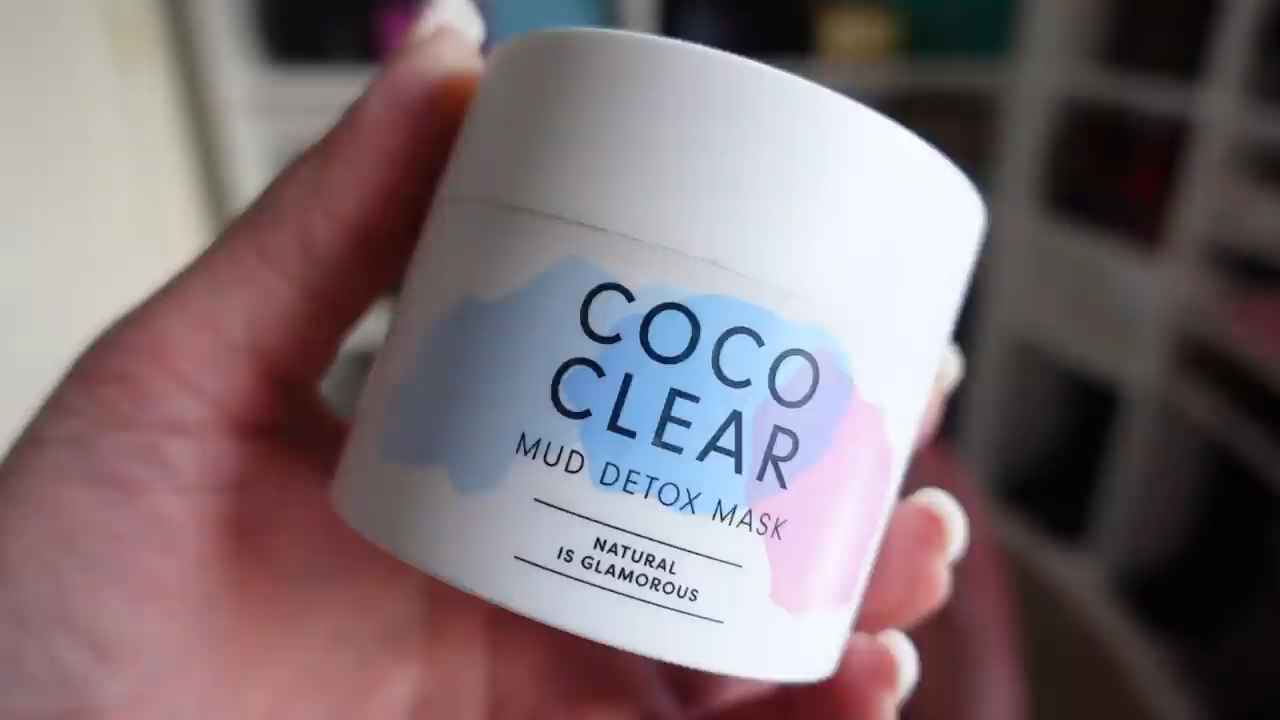 COCO
CLEAR
MUD DETOX MASK
NATURAL
IS GLAMOROUS